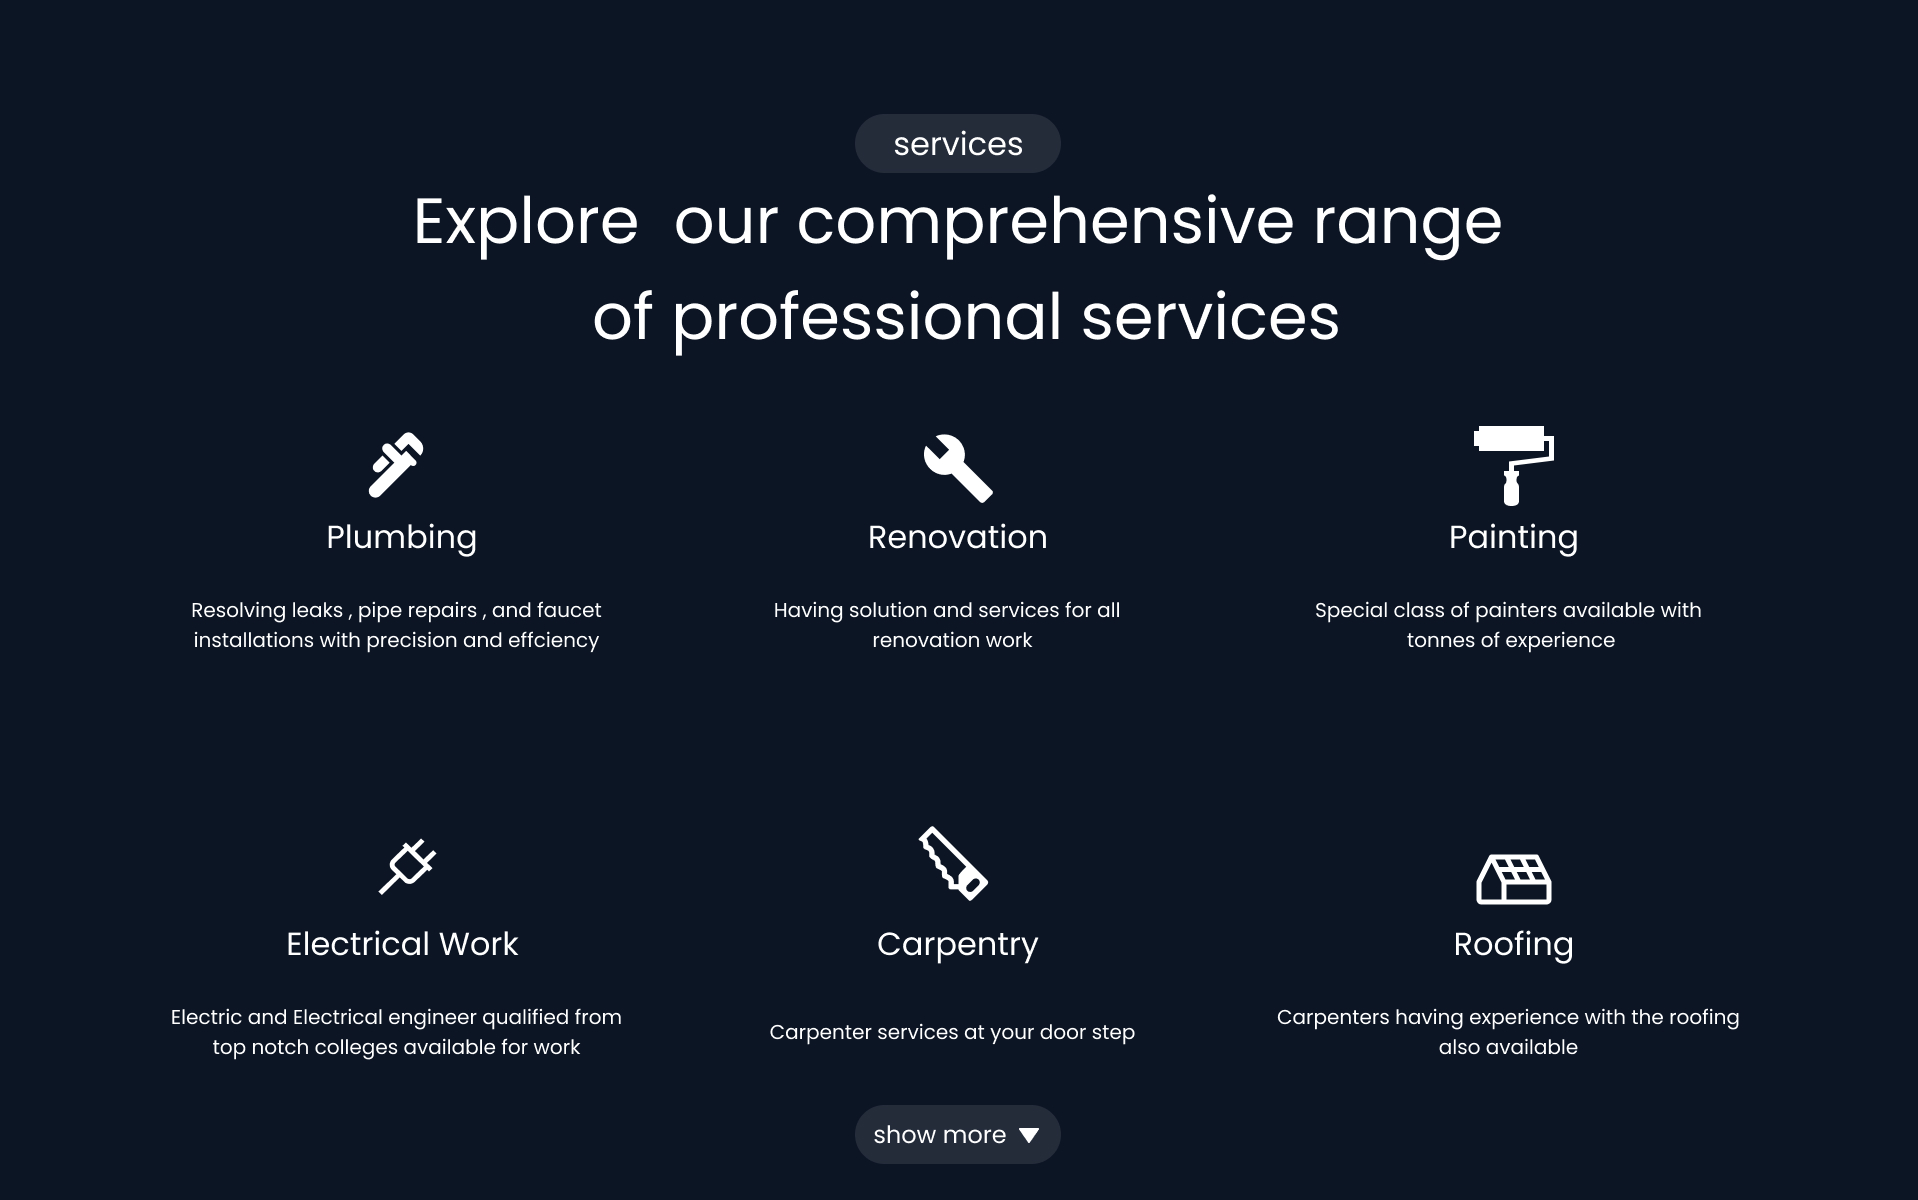 services
Explore  our comprehensive range
of professional services
Plumbing
Renovation
Painting
Resolving leaks , pipe repairs , and faucet
installations with precision and effciency
Having solution and services for all
renovation work
Special class of painters available with
tonnes of experience
Electrical Work
Carpentry
Roofing
Electric and Electrical engineer qualified from
top notch colleges available for work
Carpenter services at your door step
Carpenters having experience with the roofing
also available
show more